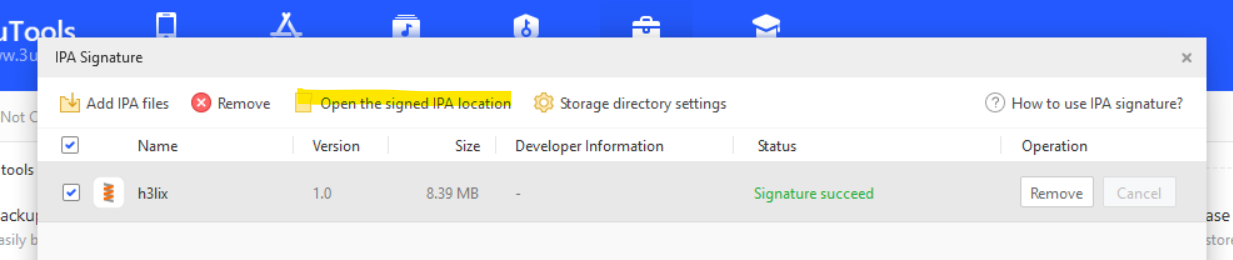 uTools
ww.3u
IPA Signature
Add IPA files Remove Open the signed IPA location Storage directory settings How to use IPA signature?
Not C
Name Version Size Developer Information Status Operation
tools
h3lix 1.0 8.39 MB - Signature succeed Remove Cancel
ackup ase
asily b store